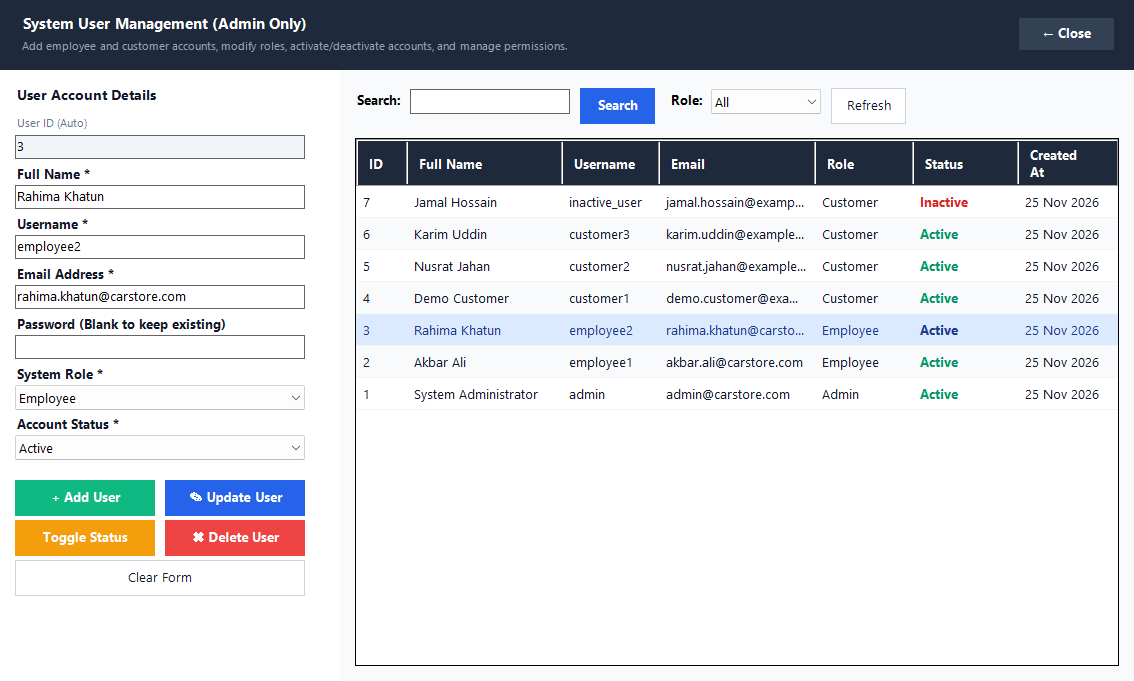 System User Management (Admin Only)
Add employee and customer accounts, modify roles, activate/deactivate accounts, and manage permissions.
← Close
User Account Details
User ID (Auto)
3
Full Name *
Rahima Khatun
Username *
employee2
Email Address *
rahima.khatun@carstore.com
Password (Blank to keep existing)
System Role *
Employee
Account Status *
Active
+ Add User
✎ Update User
Toggle Status
✖ Delete User
Clear Form
Search:
Search
Role:
All
Refresh
ID Full Name Username Email Role Status Created At
7 Jamal Hossain inactive_user jamal.hossain@examp... Customer Inactive 25 Nov 2026
6 Karim Uddin customer3 karim.uddin@example... Customer Active 25 Nov 2026
5 Nusrat Jahan customer2 nusrat.jahan@example... Customer Active 25 Nov 2026
4 Demo Customer customer1 demo.customer@exa... Customer Active 25 Nov 2026
3 Rahima Khatun employee2 rahima.khatun@carsto... Employee Active 25 Nov 2026
2 Akbar Ali employee1 akbar.ali@carstore.com Employee Active 25 Nov 2026
1 System Administrator admin admin@carstore.com Admin Active 25 Nov 2026